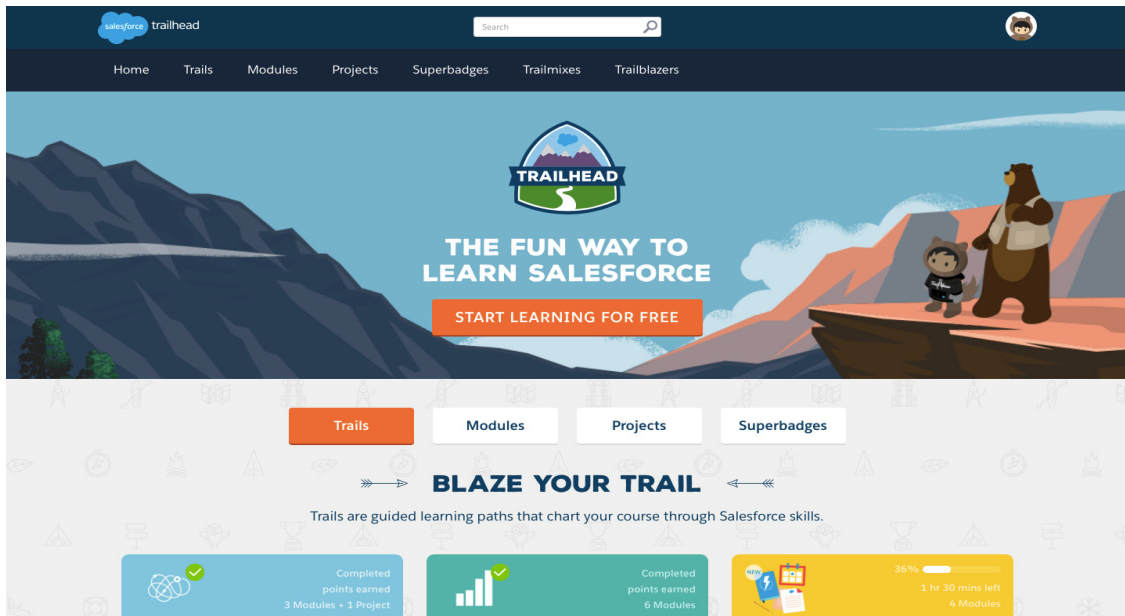 salesforce trailhead
Search
Home Trails Modules Projects Superbadges Trailmixes Trailblazers
TRAILHEAD
THE FUN WAY TO
LEARN SALESFORCE
START LEARNING FOR FREE
Trails Modules Projects Superbadges
BLAZE YOUR TRAIL
Trails are guided learning paths that chart your course through Salesforce skills.
Completed
points earned
3 Modules + 1 Project
Completed
points earned
6 Modules
NEW
36%
1 hr 30 mins left
4 Modules